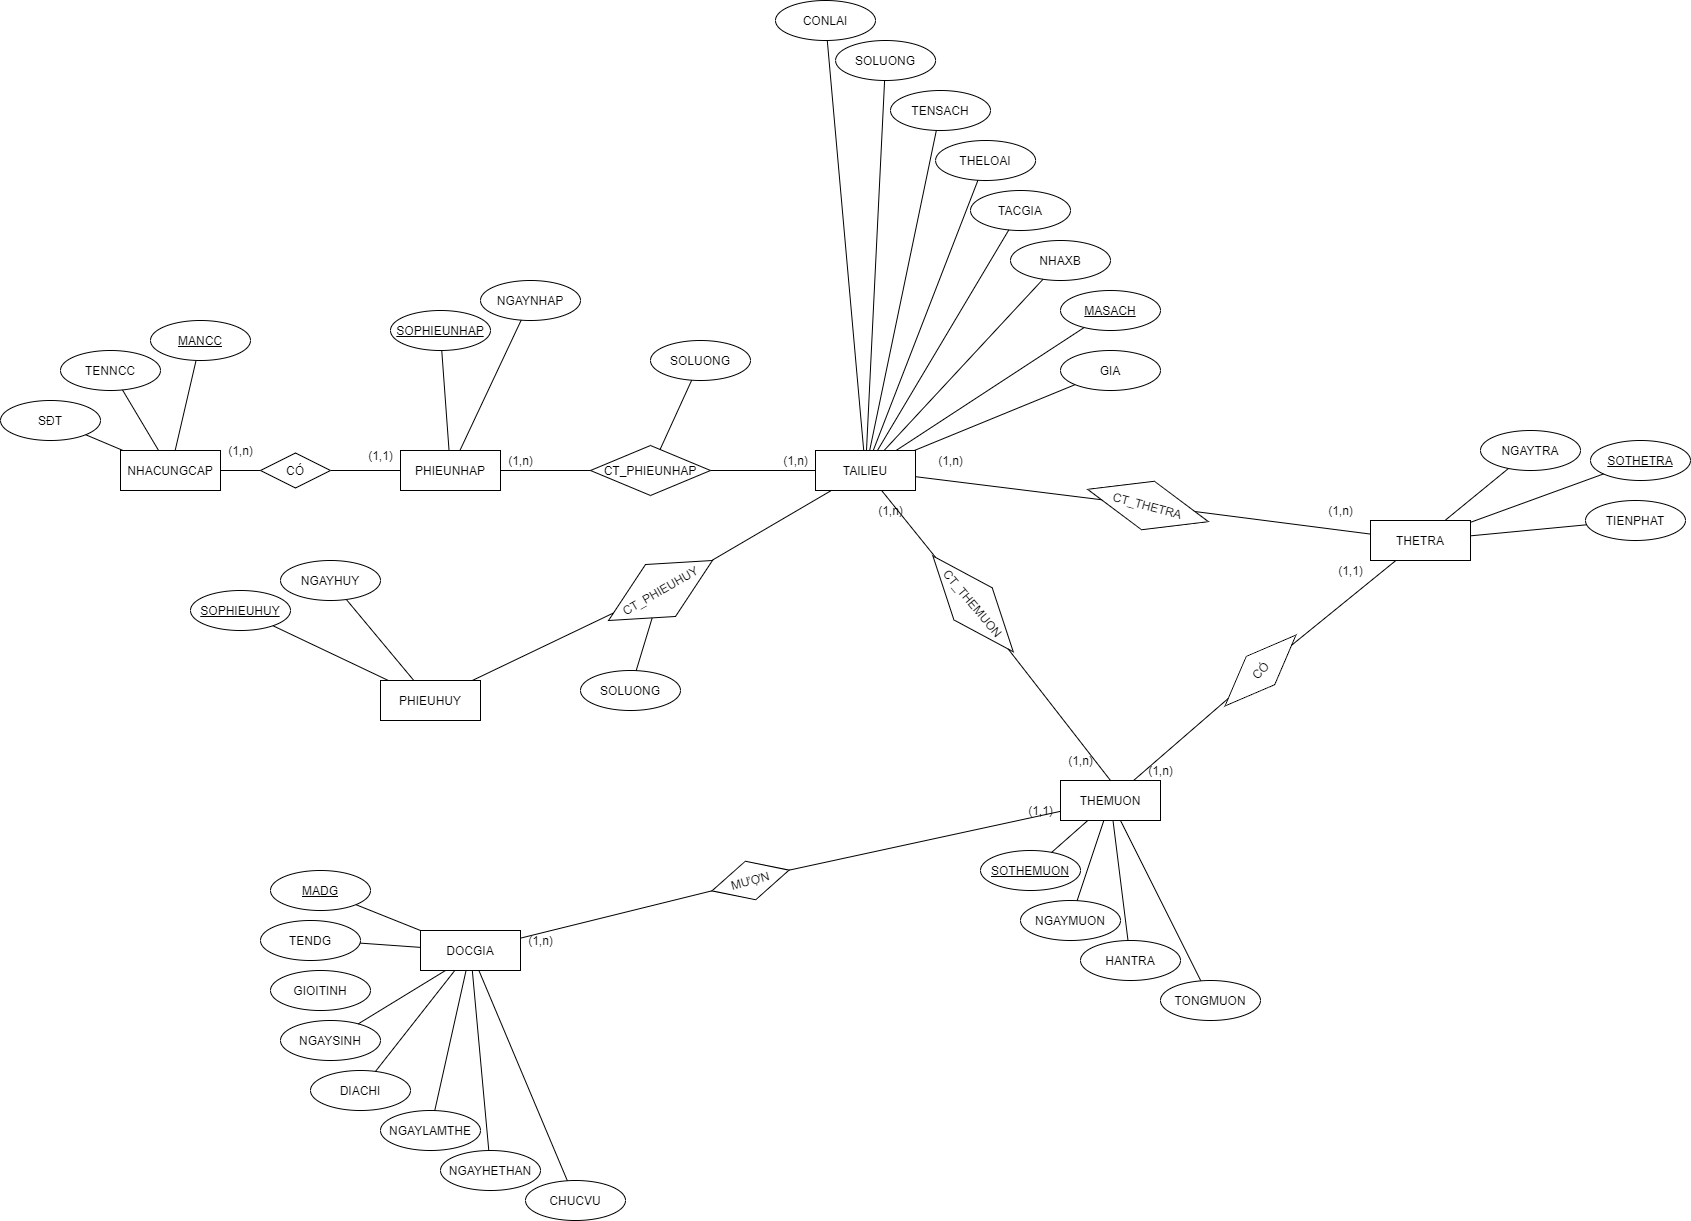 CONLAI
SOLUONG
TENSACH
THELOAI
TACGIA
NHAXB
MASACH
GIA
NGAYNHAP
SOPHIEUNHAP
MANCC
TENNCC
SĐT
SOLUONG
NHACUNGCAP
(1,n)
CÓ
(1,1)
PHIEUNHAP
(1,n)
CT_PHIEUNHAP
(1,n)
TAILIEU
(1,n)
(1,n)
CT_THETRA
(1,n)
NGAYTRA
SOTHETRA
TIENPHAT
THETRA
(1,1)
NGAYHUY
SOPHIEUHUY
CT_PHIEUHUY
SOLUONG
PHIEUHUY
CT_THEMUON
CÓ
(1,n)
(1,n)
THEMUON
(1,1)
SOTHEMUON
NGAYMUON
HANTRA
TONGMUON
MƯỢN
(1,n)
MADG
TENDG
DOCGIA
GIOITINH
NGAYSINH
DIACHI
NGAYLAMTHE
NGAYHETHAN
CHUCVU